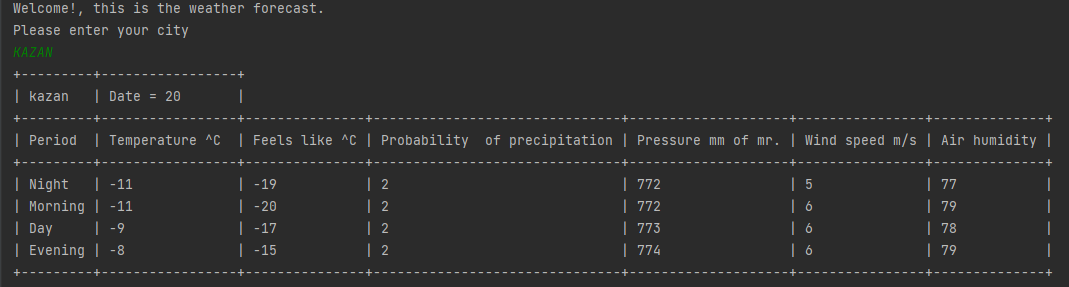 Welcome!, this is the weather forecast.
Please enter your city
KAZAN
+---------+-----------------+
| kazan   | Date = 20       |
+---------+-----------------+---------------+-------------------------------+--------------------+----------------+--------------+
| Period  | Temperature ^C  | Feels like ^C | Probability  of precipitation | Pressure mm of mr. | Wind speed m/s | Air humidity |
+---------+-----------------+---------------+-------------------------------+--------------------+----------------+--------------+
| Night   | -11             | -19           | 2                             | 772                | 5              | 77           |
| Morning | -11             | -20           | 2                             | 772                | 6              | 79           |
| Day     | -9              | -17           | 2                             | 773                | 6              | 78           |
| Evening | -8              | -15           | 2                             | 774                | 6              | 79           |
+---------+-----------------+---------------+-------------------------------+--------------------+----------------+--------------+